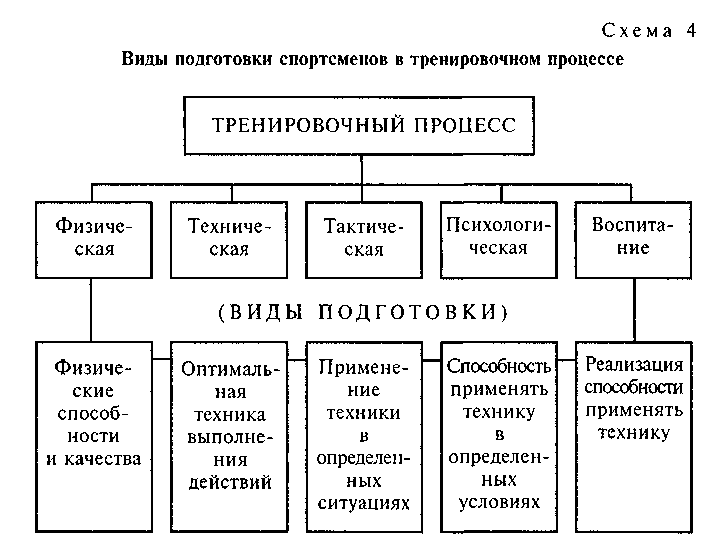 Схема 4
Виды подготовки спортсменов в тренировочном процессе
ТРЕНИРОВОЧНЫЙ ПРОЦЕСС
Физиче-
ская
Техниче-
ская
Тактиче-
ская
Психологи-
ческая
Воспита-
ние
(ВИДЫ ПОДГОТОВКИ)
Физиче-
ские
способ-
ности
и качества
Оптималь-
ная
техника
выполне-
ния
действий
Примене-
ние
техники
в
определен-
ных
ситуациях
Способность
применять
технику
в
определен-
ных
условиях
Реализация
способности
применять
технику